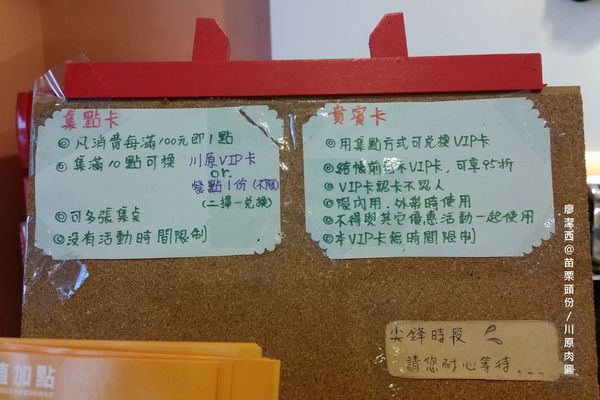 集點卡
◎凡消費每滿100元即1點
◎集滿10點可換 川原VIP卡
or
餐點1份(不限)
(二擇一兌換)
◎可多張集點
◎沒有活動時間限制
貴賓卡
◎用集點方式可兌換VIP卡
◎結帳前出示VIP卡,可享95折
◎VIP卡認卡不認人
◎限內用、外帶時使用
◎不得與其它優惠活動一起使用
◎本VIP卡無時間限制
尖鋒時段
請您耐心等待...
值加點
廖潔西@苗栗頭份/川原肉圓